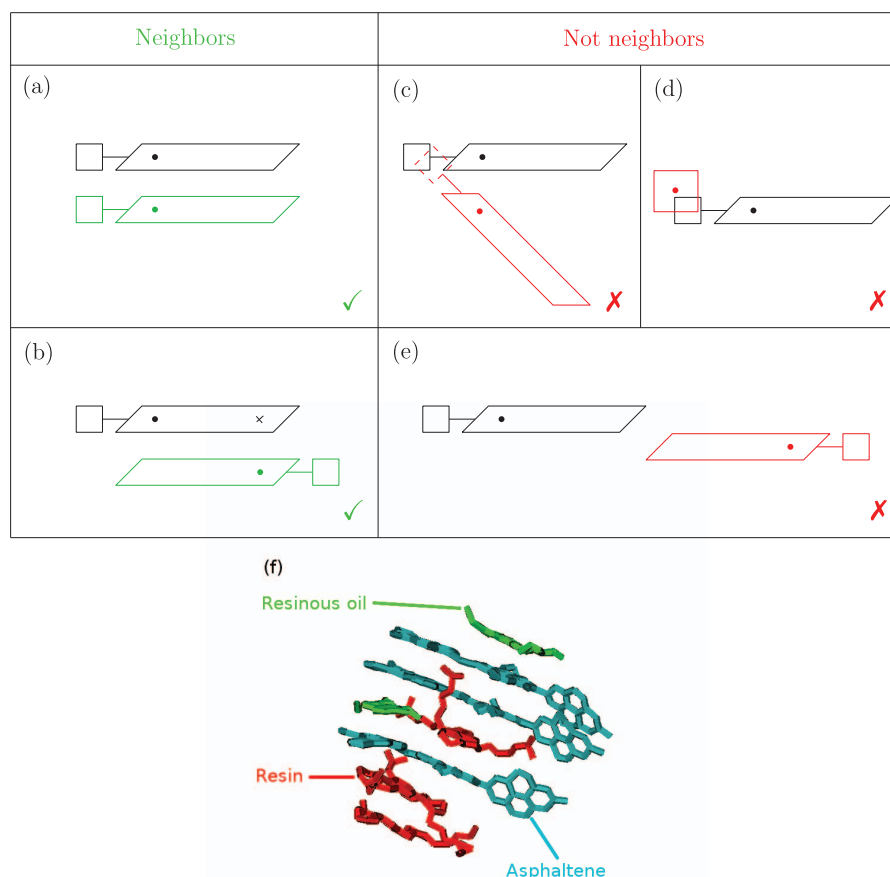 Neighbors
Not neighbors
(a)
(c)
(d)
✓
✗
✗
(b)
(e)
×
✓
✗
(f)
Resinous oil
Resin
Asphaltene